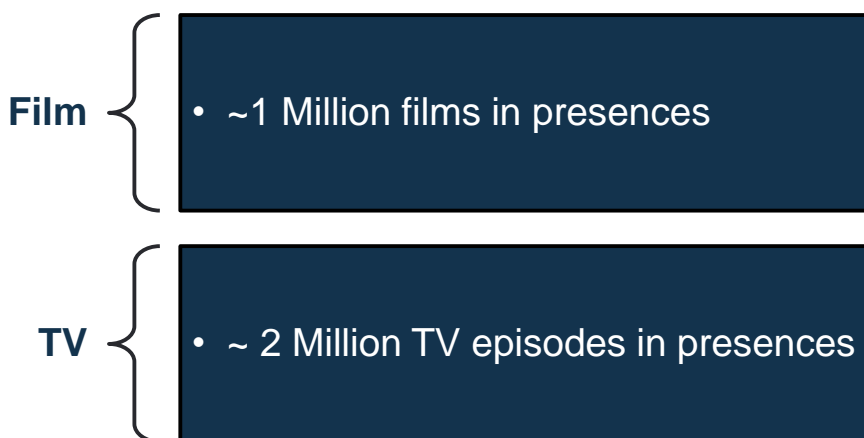 Film
• ~1 Million films in presences
TV
• ~ 2 Million TV episodes in presences